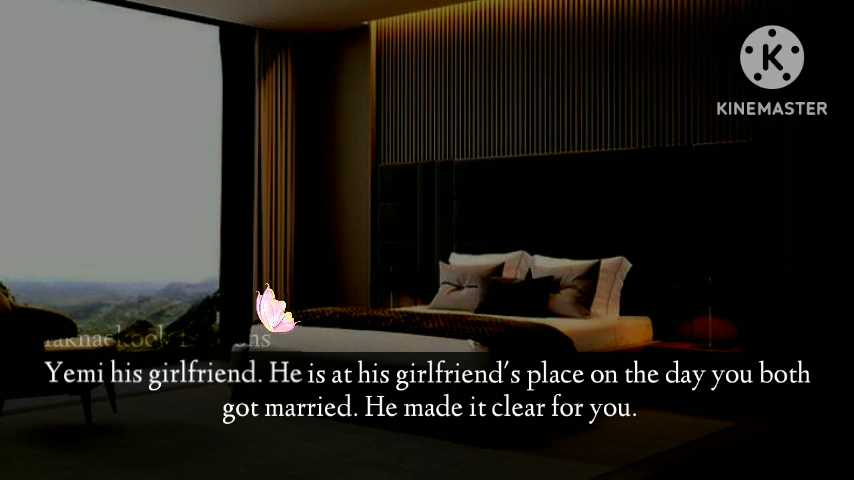 KINEMASTER
Yemi his girlfriend. He is at his girlfriend's place on the day you both
got married. He made it clear for you.